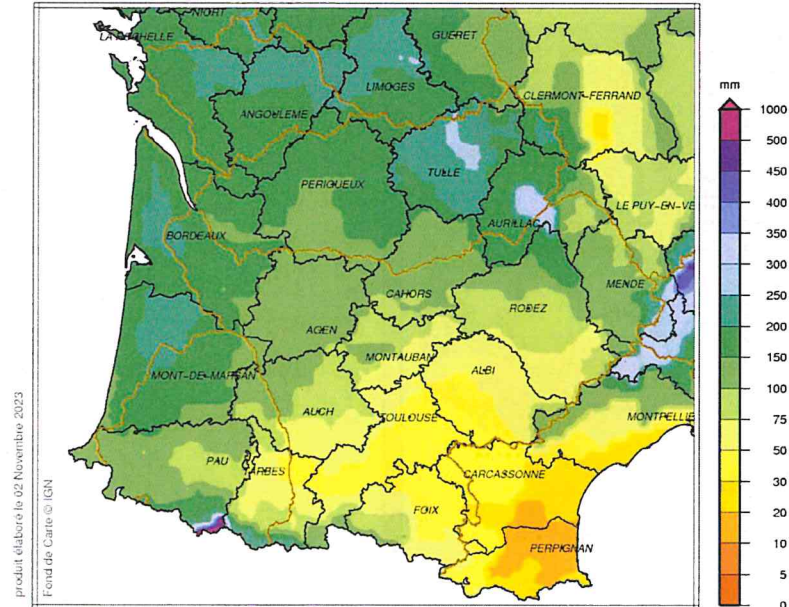 NIORT
LA ROCHELLE
GUERET
LIMOGES
CLERMONT-FERRAND
ANGOULEME
TULLE
PERIGUEUX
LE PUY-EN-VE
AURILLAC
BORDEAUX
MENDE
CAHORS
RODEZ
AGEN
MONTAUBAN
ALBI
MONT-DE-MARSAN
AUCH
TOULOUSE
MONTPELLIE
PAU
TARBES
CARCASSONNE
FOIX
PERPIGNAN
mm
1000
500
450
400
350
300
250
200
150
100
75
50
30
20
10
5
0
produit élaboré le 02 Novembre 2023
Fond de Carte © IGN